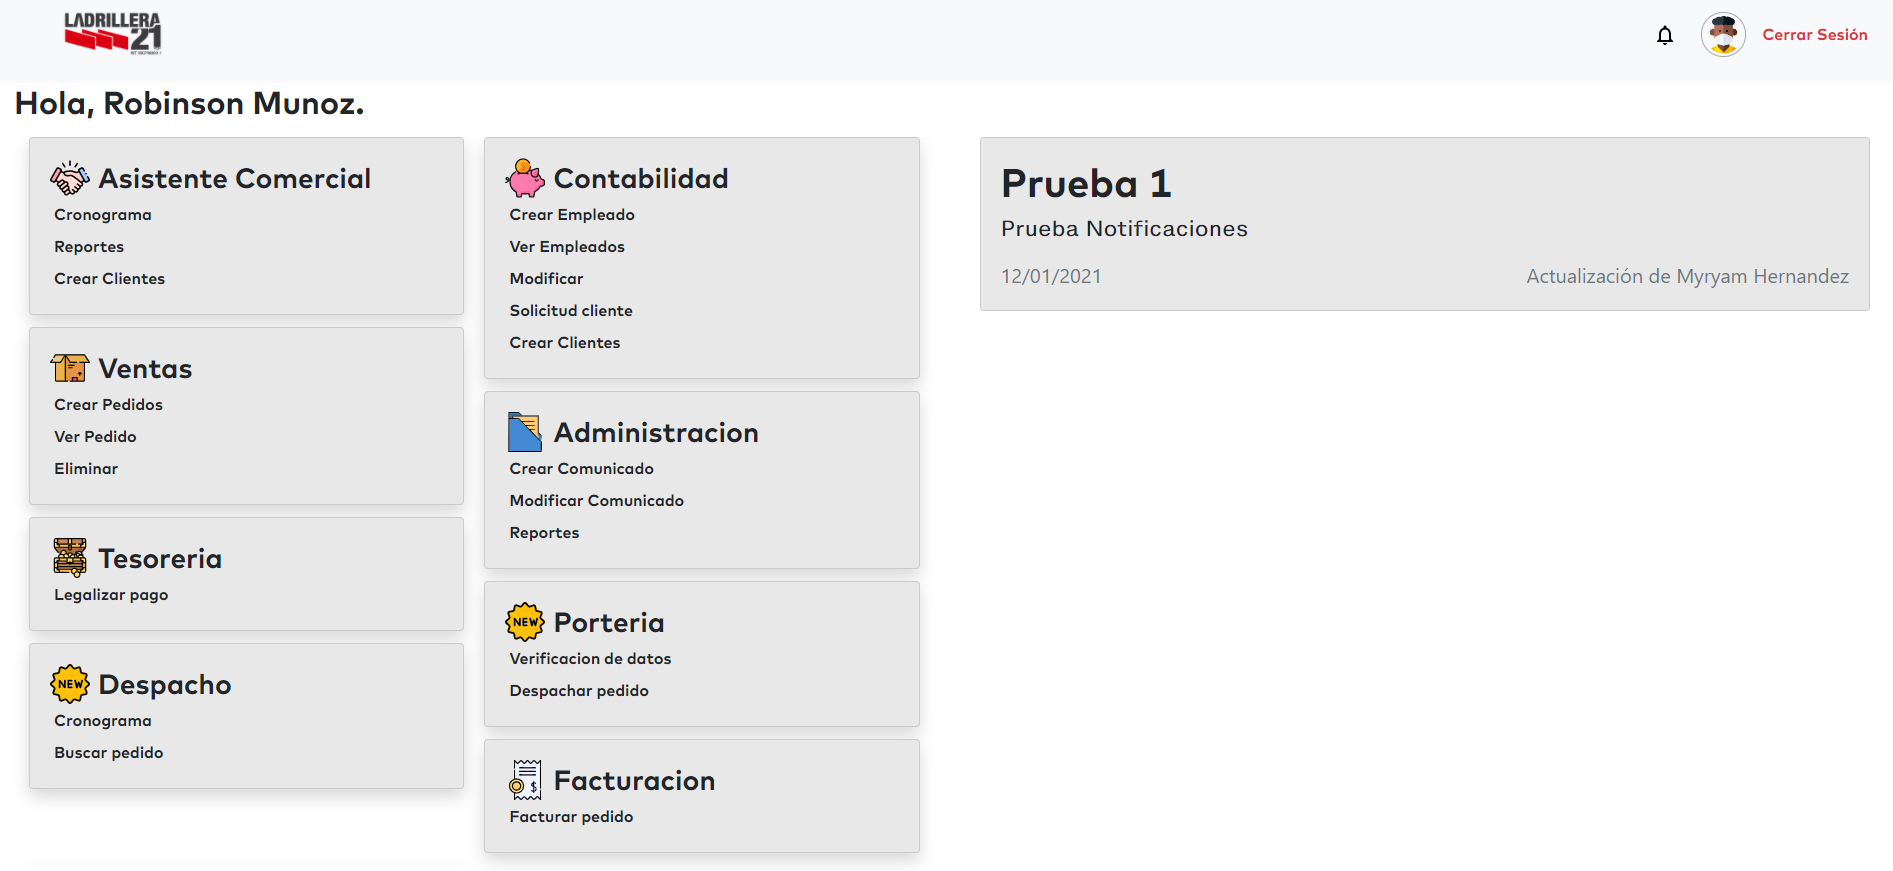 LADRILLERA
21
Cerrar Sesión
Hola, Robinson Munoz.
Asistente Comercial
Cronograma
Reportes
Crear Clientes
Ventas
Crear Pedidos
Ver Pedido
Eliminar
Tesoreria
Legalizar pago
NEW
Despacho
Cronograma
Buscar pedido
Contabilidad
Crear Empleado
Ver Empleados
Modificar
Solicitud cliente
Crear Clientes
Administracion
Crear Comunicado
Modificar Comunicado
Reportes
NEW
Porteria
Verificacion de datos
Despachar pedido
$
Facturacion
Facturar pedido
Prueba 1
Prueba Notificaciones
12/01/2021
Actualización de Myryam Hernandez